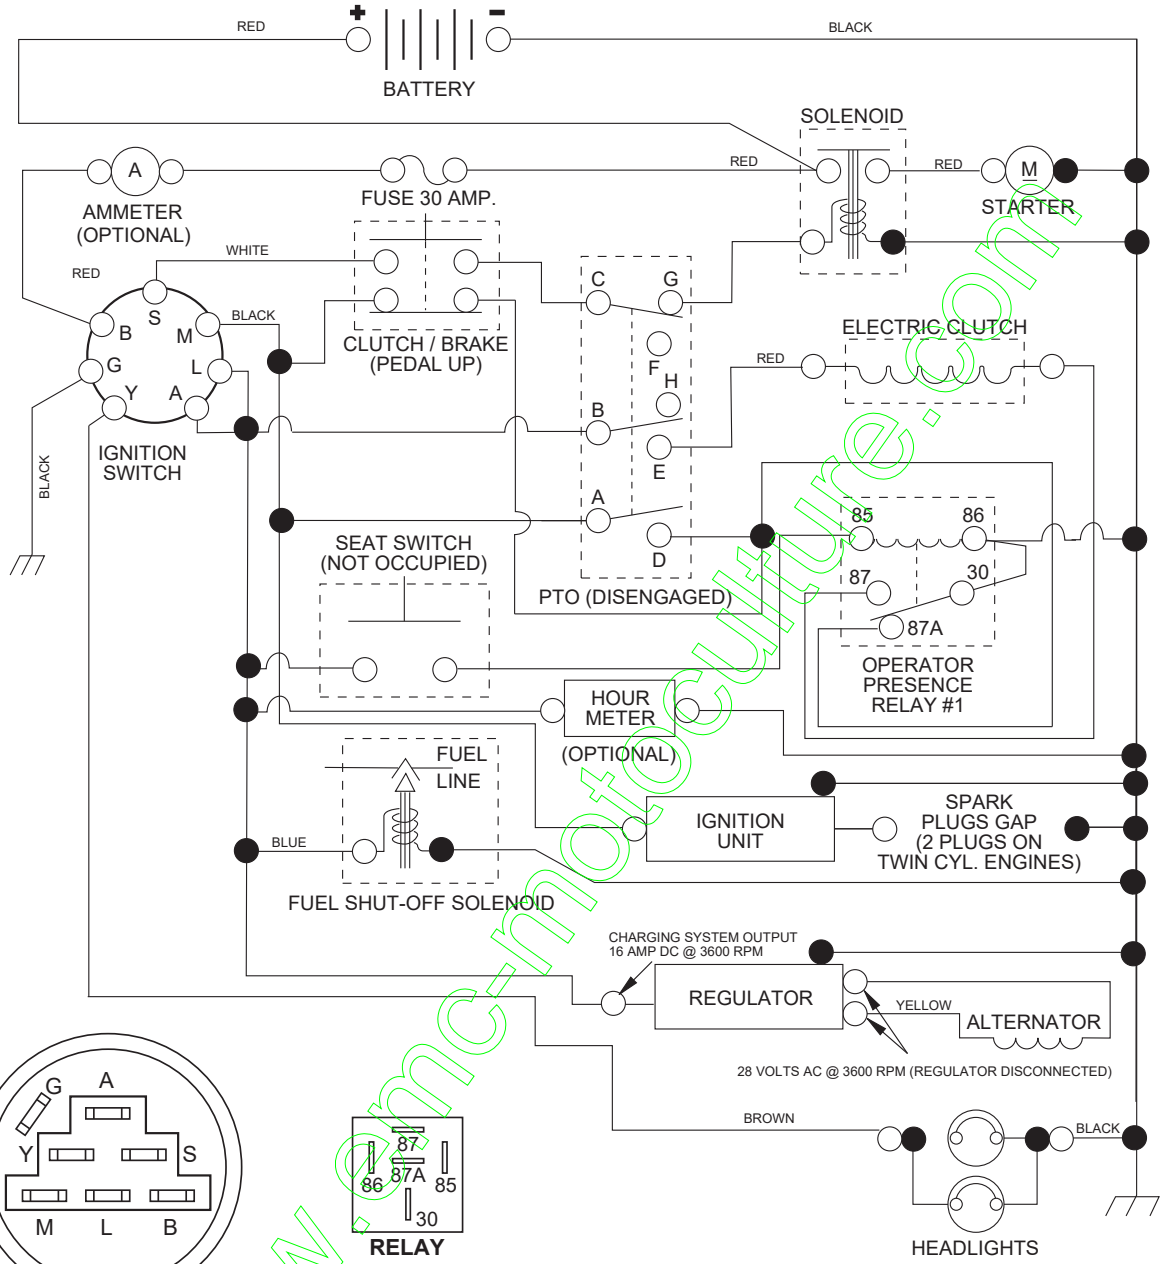 + -
RED
BLACK
BATTERY
SOLENOID
A
RED
RED
M
AMMETER
(OPTIONAL)
FUSE 30 AMP.
STARTER
RED
WHITE
S
B
M
BLACK
G
L
Y
A
IGNITION
SWITCH
BLACK
CLUTCH / BRAKE
(PEDAL UP)
C
G
F
H
B
E
A
D
PTO (DISENGAGED)
ELECTRIC CLUTCH
RED
SEAT SWITCH
(NOT OCCUPIED)
85
86
87
30
87A
OPERATOR
PRESENCE
RELAY #1
HOUR
METER
(OPTIONAL)
FUEL
LINE
BLUE
FUEL SHUT-OFF SOLENOID
IGNITION
UNIT
SPARK
PLUGS GAP
(2 PLUGS ON
TWIN CYL. ENGINES)
CHARGING SYSTEM OUTPUT
16 AMP DC @ 3600 RPM
REGULATOR
YELLOW
ALTERNATOR
28 VOLTS AC @ 3600 RPM (REGULATOR DISCONNECTED)
BROWN
BLACK
HEADLIGHTS
G
A
Y
S
M
L
B
87
86
87A
85
30
RELAY
w.emc-motoculture.com